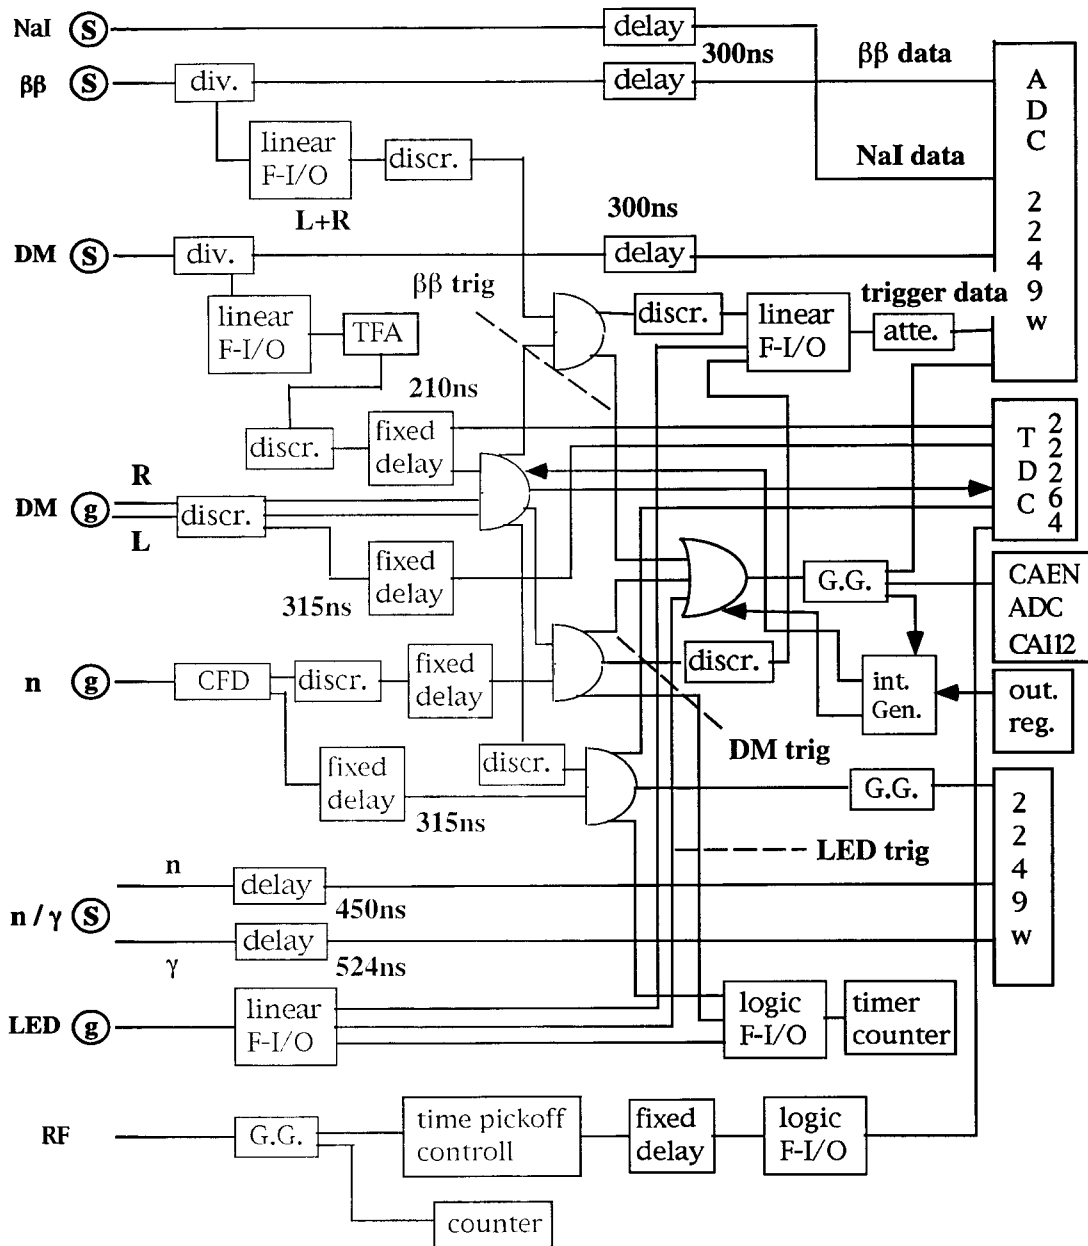 NaI S delay
300ns
ββ data
ββ S div. delay
A
D
C
linear
F-I/O
discr.
NaI data
L+R
300ns
2
2
4
9
w
DM S div. delay
ββ trig
trigger data
linear
F-I/O
TFA
discr.
linear
F-I/O
atte.
210ns
discr.
fixed
delay
T
D
C
2
2
2
6
4
R
DM g discr.
L
fixed
delay
315ns
G.G.
CAEN
ADC
CA112
n g CFD discr.
fixed
delay
discr.
int.
Gen.
out.
reg.
DM trig
fixed
delay
discr.
315ns
G.G.
2
2
4
9
w
LED trig
n
delay
450ns
n / γ S
delay
γ
524ns
LED g
linear
F-I/O
logic
F-I/O
timer
counter
RF G.G.
time pickoff
controll
fixed
delay
logic
F-I/O
counter